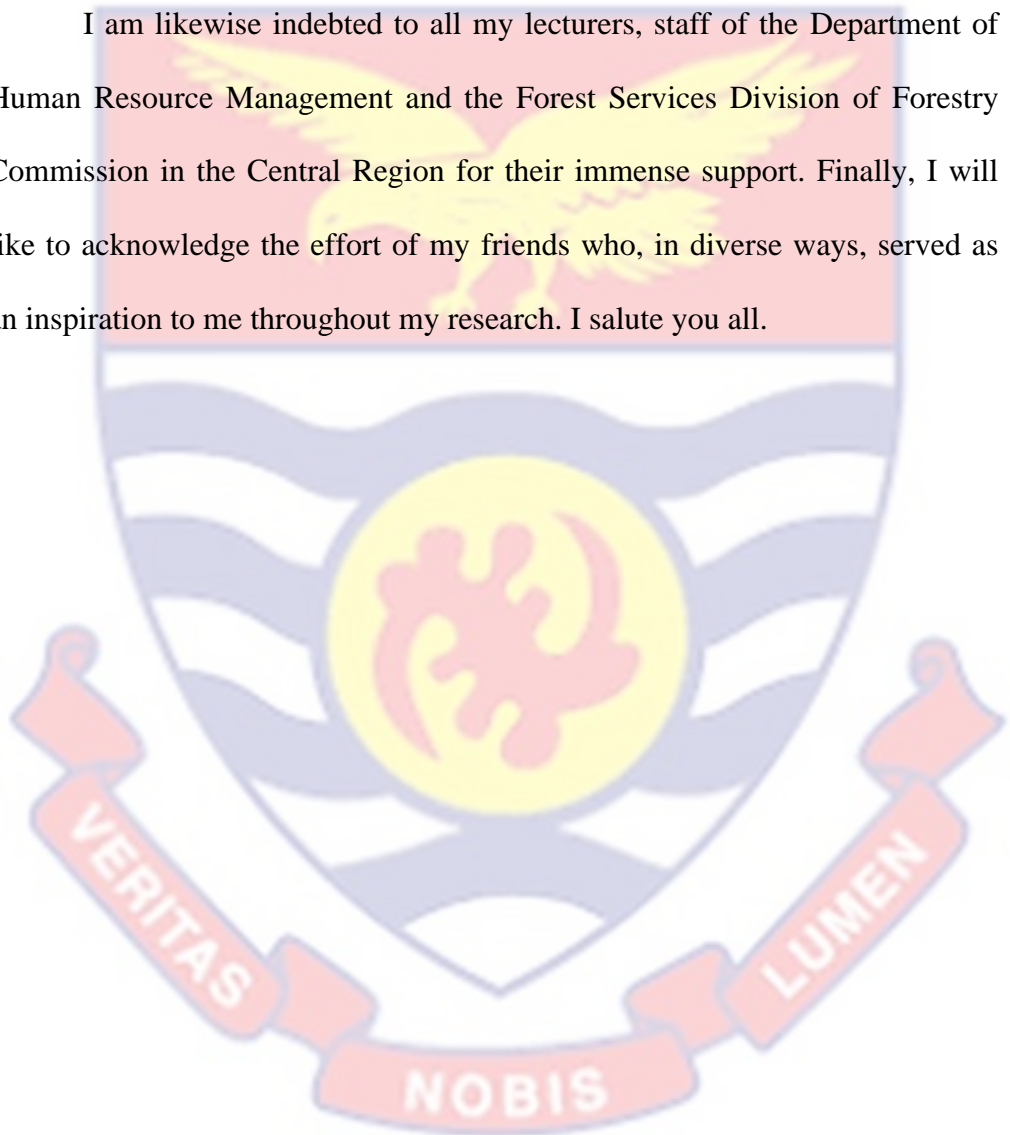 I am likewise indebted to all my lecturers, staff of the Department of
Human Resource Management and the Forest Services Division of Forestry
Commission in the Central Region for their immense support. Finally, I will
like to acknowledge the effort of my friends who, in diverse ways, served as
an inspiration to me throughout my research. I salute you all.
VERITAS
NOBIS
LUMEN